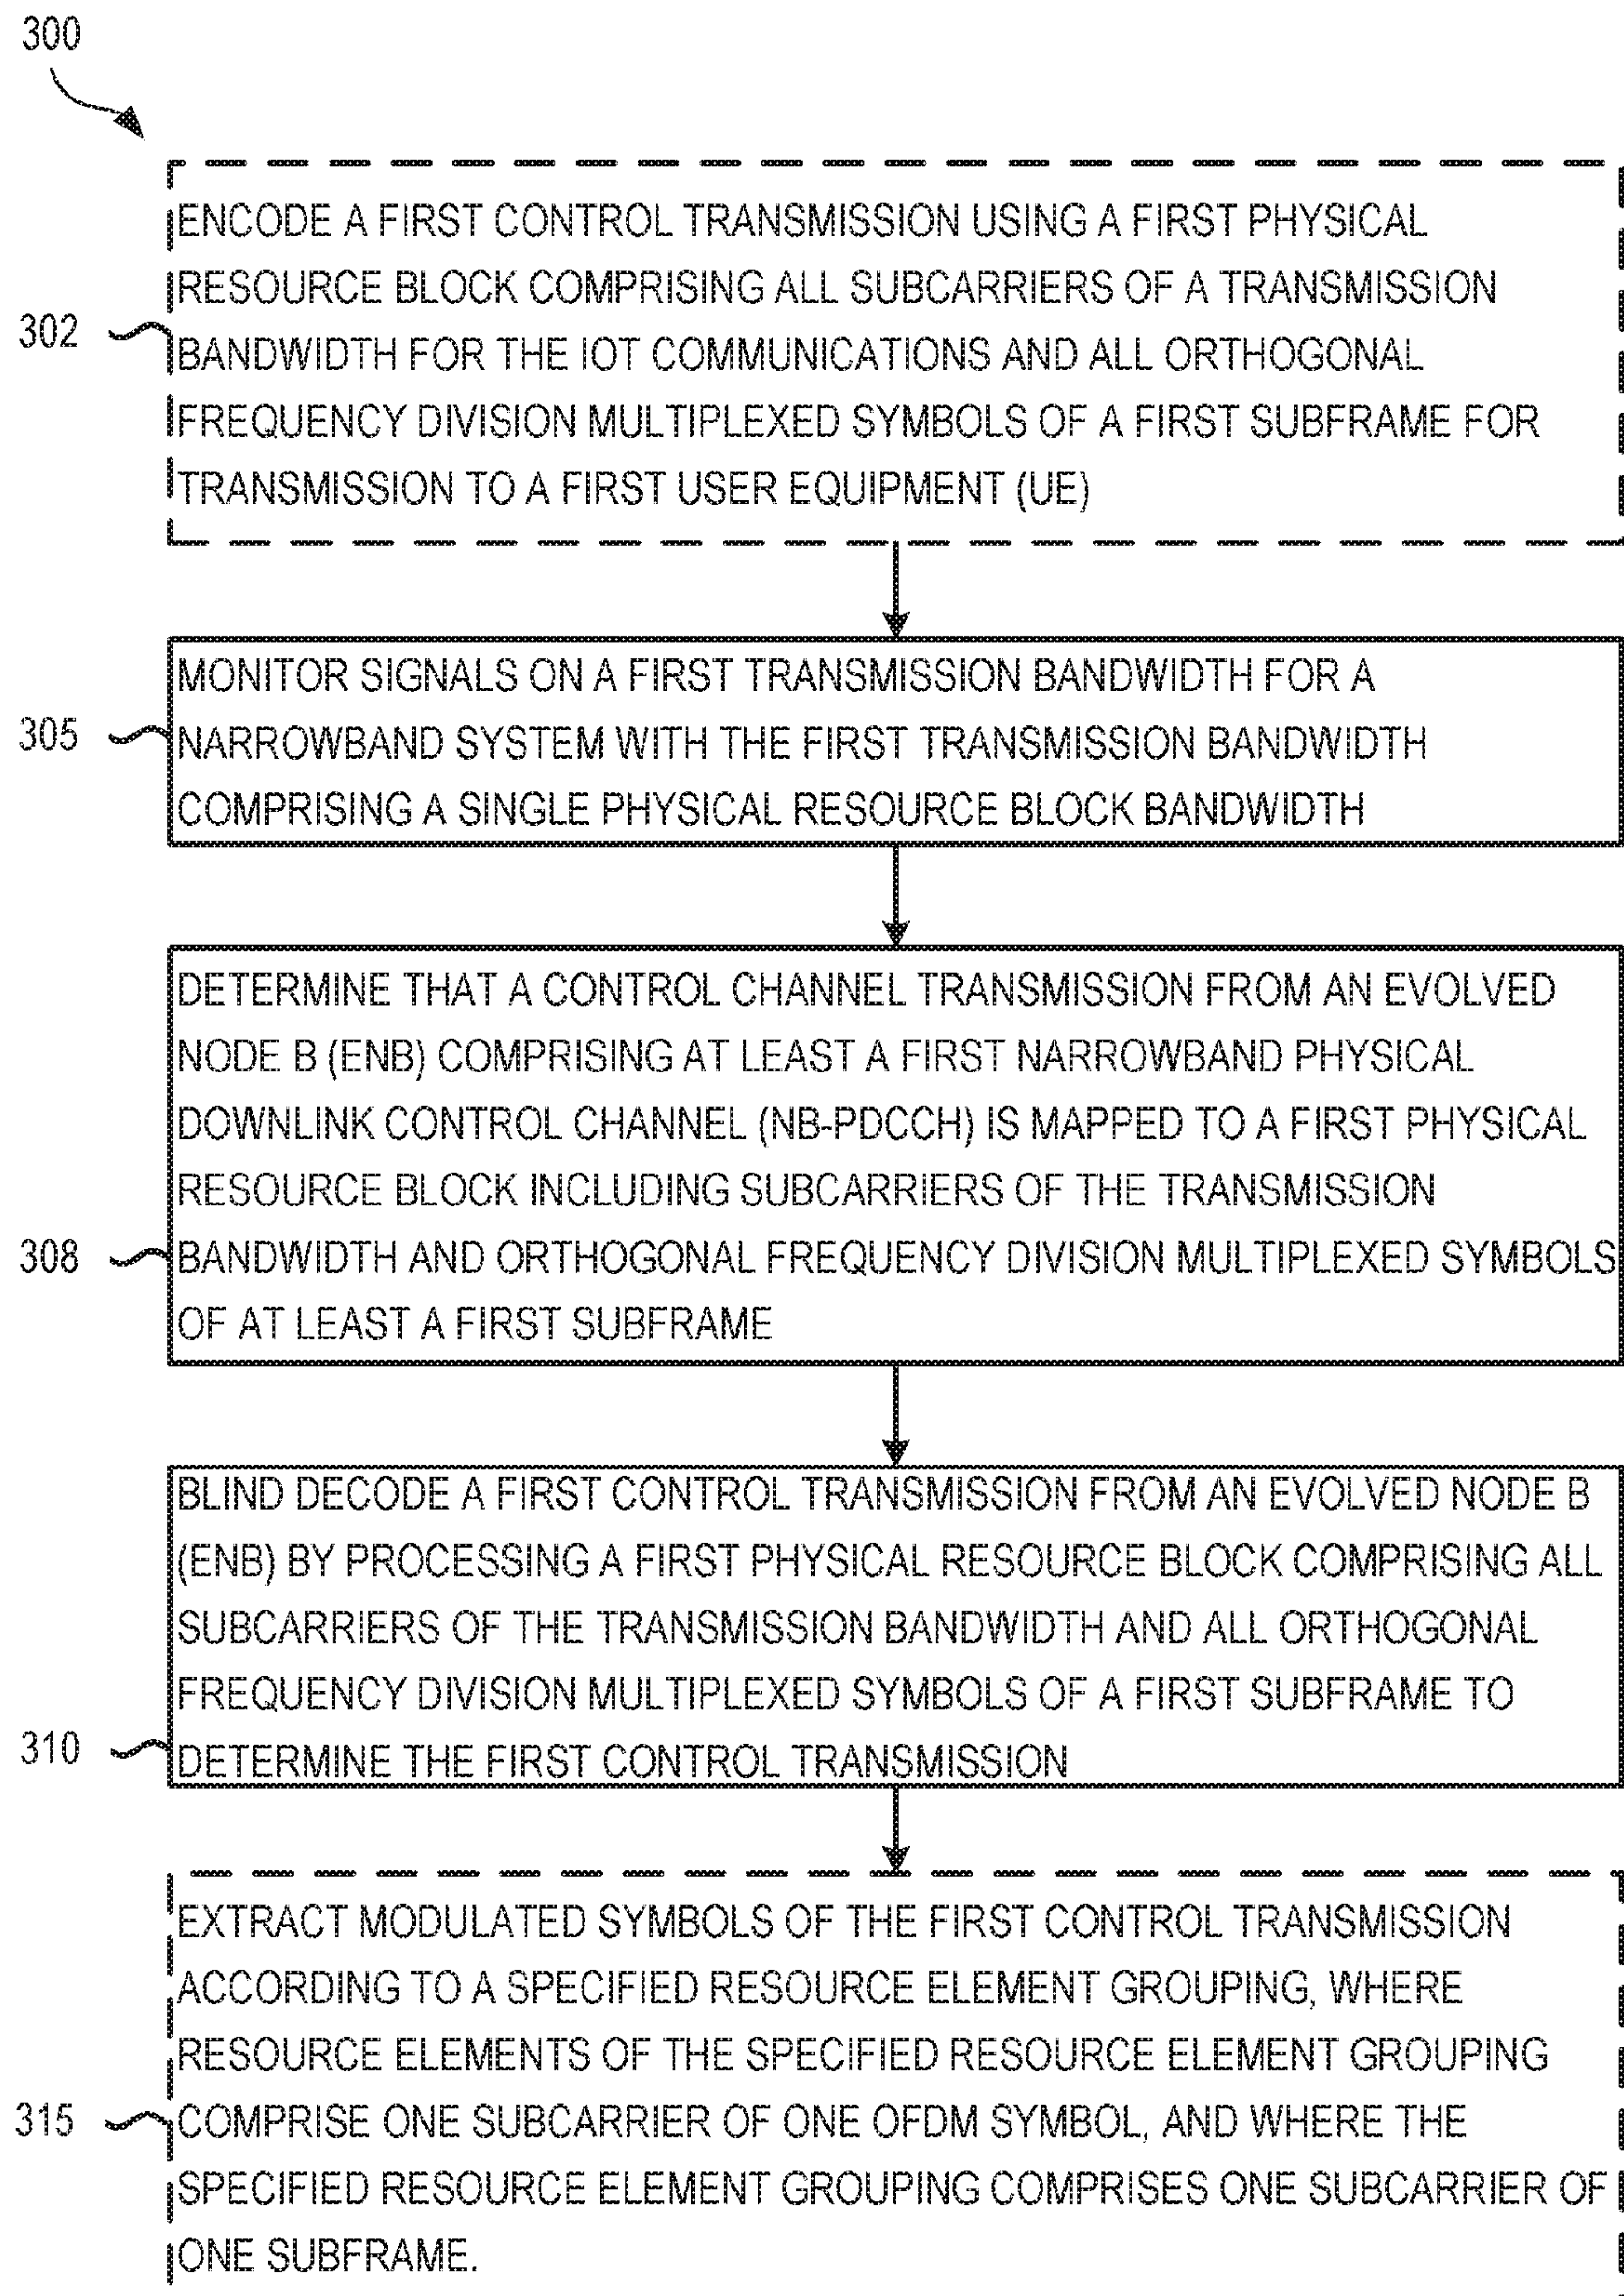 300
ENCODE A FIRST CONTROL TRANSMISSION USING A FIRST PHYSICAL
RESOURCE BLOCK COMPRISING ALL SUBCARRIERS OF A TRANSMISSION
302
BANDWIDTH FOR THE IOT COMMUNICATIONS AND ALL ORTHOGONAL
FREQUENCY DIVISION MULTIPLEXED SYMBOLS OF A FIRST SUBFRAME FOR
TRANSMISSION TO A FIRST USER EQUIPMENT (UE)
MONITOR SIGNALS ON A FIRST TRANSMISSION BANDWIDTH FOR A
305
NARROWBAND SYSTEM WITH THE FIRST TRANSMISSION BANDWIDTH
COMPRISING A SINGLE PHYSICAL RESOURCE BLOCK BANDWIDTH
DETERMINE THAT A CONTROL CHANNEL TRANSMISSION FROM AN EVOLVED
NODE B (ENB) COMPRISING AT LEAST A FIRST NARROWBAND PHYSICAL
DOWNLINK CONTROL CHANNEL (NB-PDCCH) IS MAPPED TO A FIRST PHYSICAL
RESOURCE BLOCK INCLUDING SUBCARRIERS OF THE TRANSMISSION
308
BANDWIDTH AND ORTHOGONAL FREQUENCY DIVISION MULTIPLEXED SYMBOLS
OF AT LEAST A FIRST SUBFRAME
BLIND DECODE A FIRST CONTROL TRANSMISSION FROM AN EVOLVED NODE B
(ENB) BY PROCESSING A FIRST PHYSICAL RESOURCE BLOCK COMPRISING ALL
SUBCARRIERS OF THE TRANSMISSION BANDWIDTH AND ALL ORTHOGONAL
FREQUENCY DIVISION MULTIPLEXED SYMBOLS OF A FIRST SUBFRAME TO
310
DETERMINE THE FIRST CONTROL TRANSMISSION
EXTRACT MODULATED SYMBOLS OF THE FIRST CONTROL TRANSMISSION
ACCORDING TO A SPECIFIED RESOURCE ELEMENT GROUPING, WHERE
RESOURCE ELEMENTS OF THE SPECIFIED RESOURCE ELEMENT GROUPING
315
COMPRISE ONE SUBCARRIER OF ONE OFDM SYMBOL, AND WHERE THE
SPECIFIED RESOURCE ELEMENT GROUPING COMPRISES ONE SUBCARRIER OF
ONE SUBFRAME.